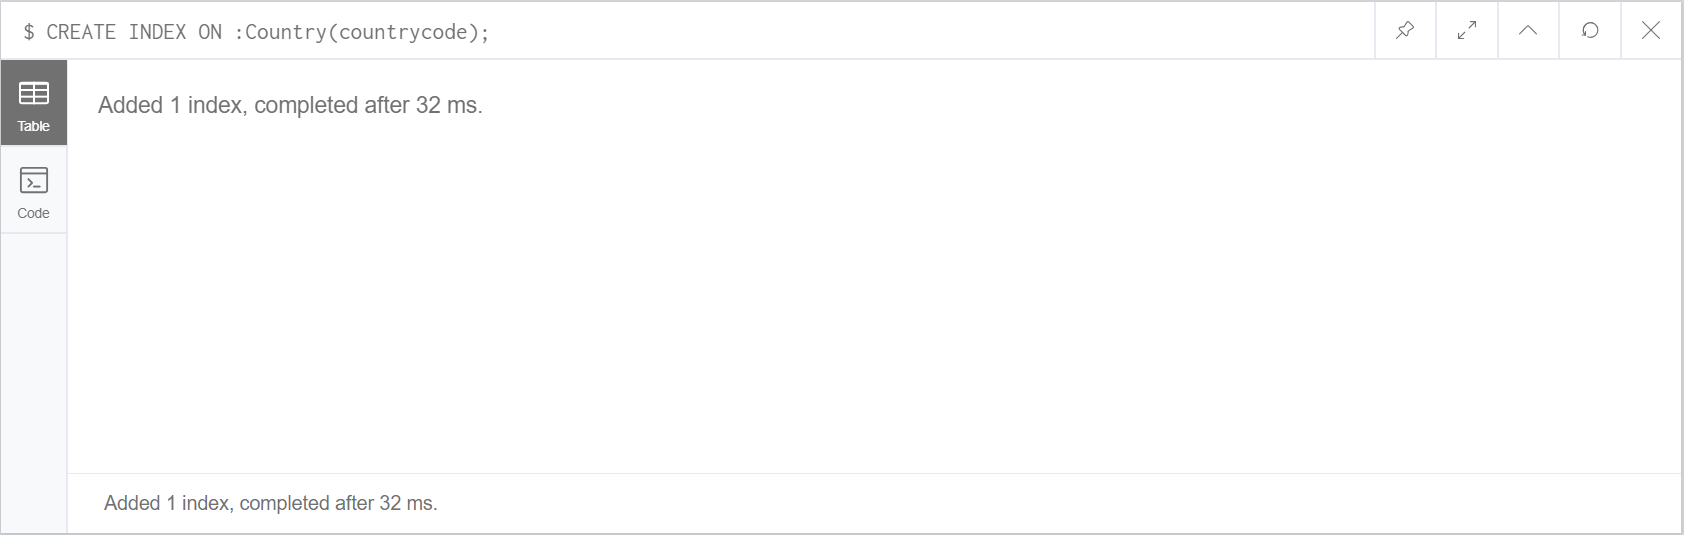 $ CREATE INDEX ON :Country(countrycode);
Table
Added 1 index, completed after 32 ms.
Code
Added 1 index, completed after 32 ms.